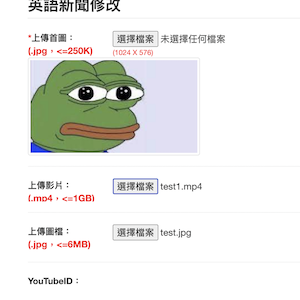 英語新聞修改
*上傳首圖：
(.jpg，<=250K)
選擇檔案 未選擇任何檔案
(1024 X 576)
上傳影片：
(.mp4，<=1GB)
選擇檔案 test1.mp4
上傳圖檔：
(.jpg，<=6MB)
選擇檔案 test.jpg
YouTubeID：